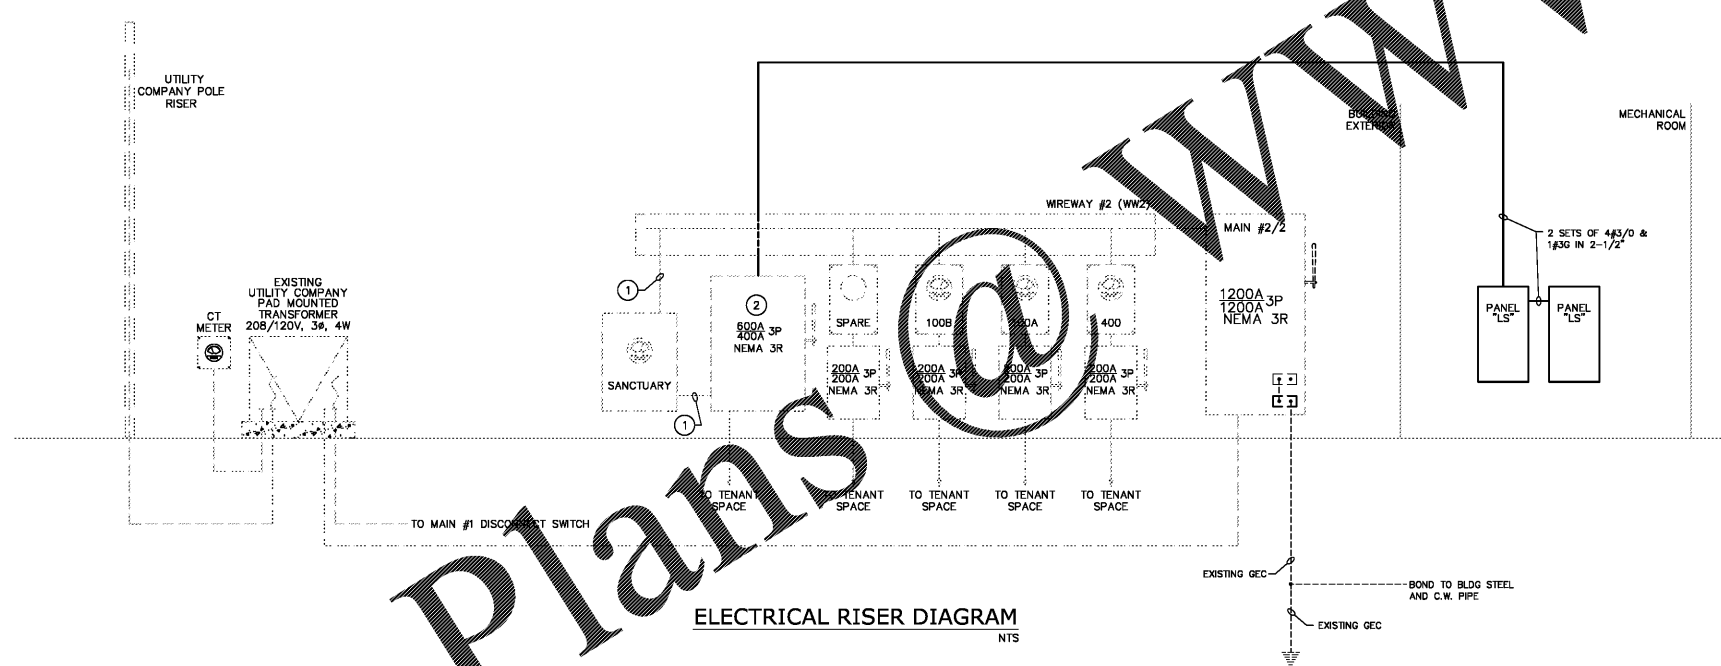 UTILITY
COMPANY POLE
RISER
BUILDING
EXTERIOR
MECHANICAL
ROOM
WIREWAY #2 (WW2)
MAIN #2/2
2 SETS OF 4#3/0 &
1#3G IN 2-1/2"
EXISTING
UTILITY COMPANY
PAD MOUNTED
TRANSFORMER
208/120V, 3ø, 4W
CT
METER
1
SANCTUARY
1
2
600A 3P
400A
NEMA 3R
SPARE
200A 3P
200A
NEMA 3R
100B
200A 3P
200A
NEMA 3R
200A
NEMA 3R
400
200A 3P
200A
NEMA 3R
1200A 3P
1200A
NEMA 3R
PANEL
"LS"
PANEL
"LS"
TO TENANT
SPACE
TO TENANT
SPACE
TO TENANT
SPACE
TO TENANT
SPACE
TO TENANT
SPACE
TO MAIN #1 DISCONNECT SWITCH
EXISTING GEC
BOND TO BLDG STEEL
AND C.W. PIPE
EXISTING GEC
ELECTRICAL RISER DIAGRAM
NTS
Plans @ WWW